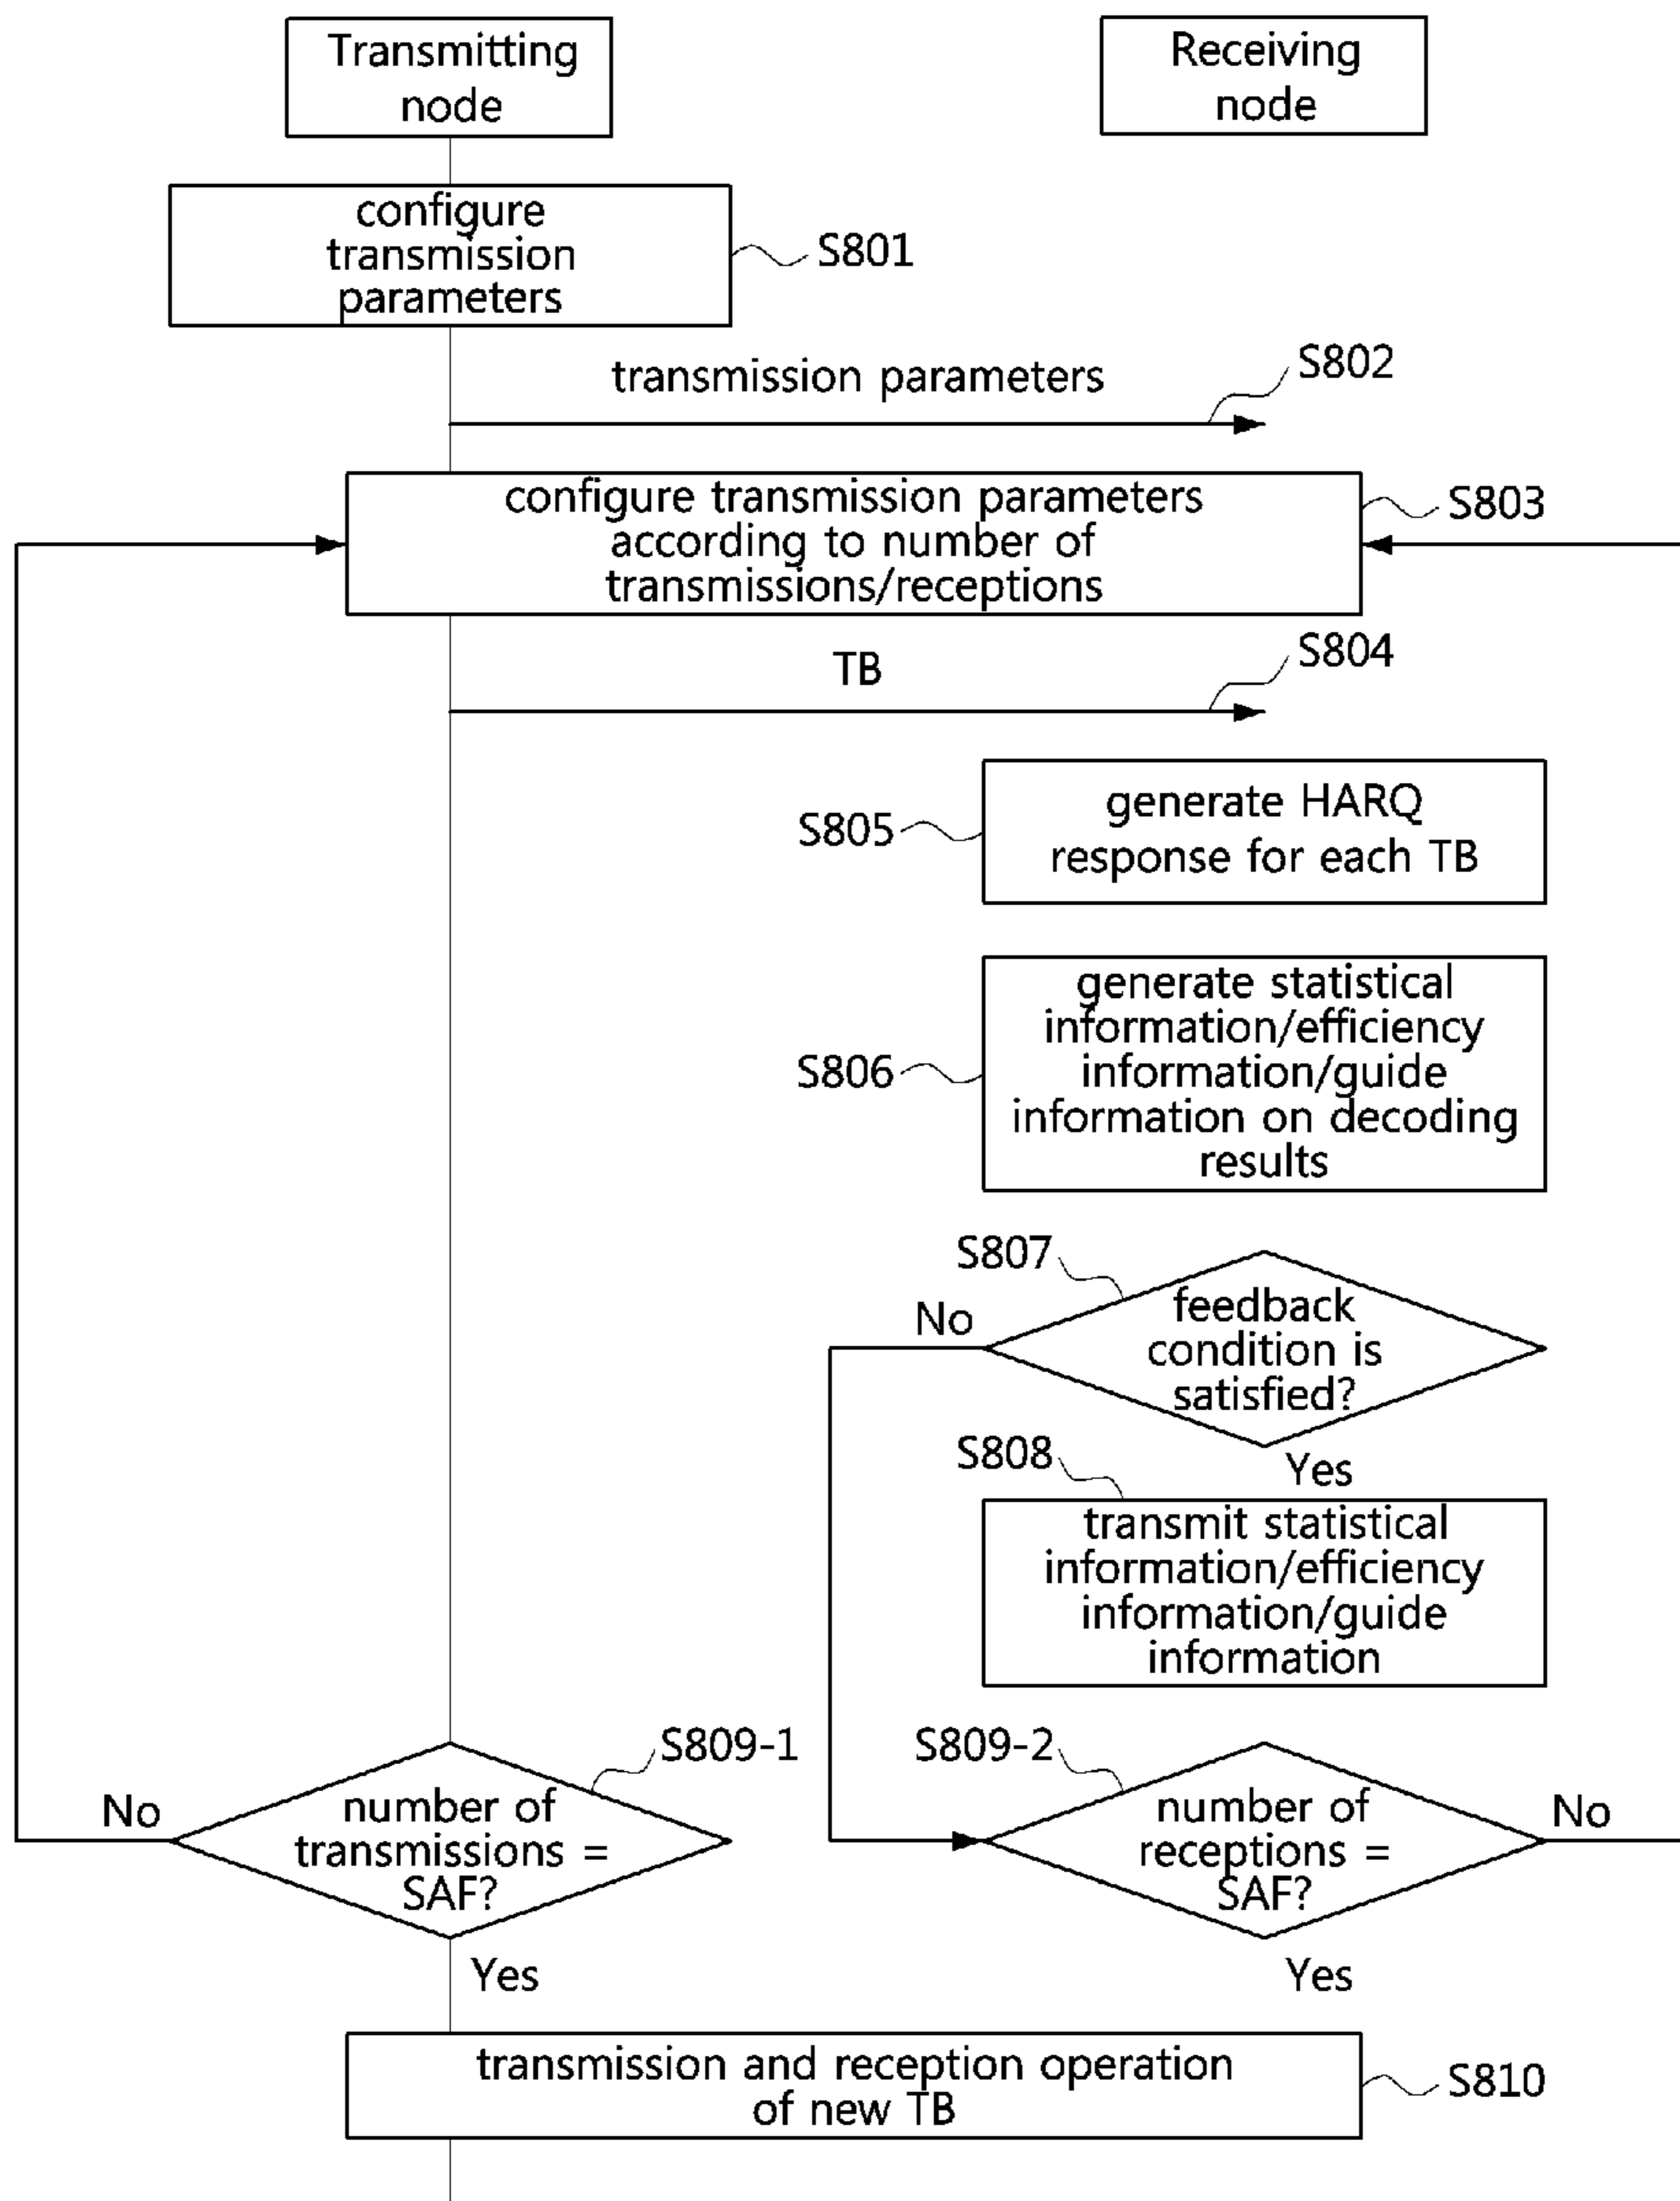 Transmitting
node
Receiving
node
configure
transmission
parameters
S801
transmission parameters
S802
configure transmission parameters
according to number of
transmissions/receptions
S803
TB
S804
S805
generate HARQ
response for each TB
S806
generate statistical
information/efficiency
information/guide
information on decoding
results
S807
No
feedback
condition is
satisfied?
Yes
S808
transmit statistical
information/efficiency
information/guide
information
S809-1
No
number of
transmissions =
SAF?
Yes
S809-2
number of
receptions =
SAF?
No
Yes
transmission and reception operation
of new TB
S810